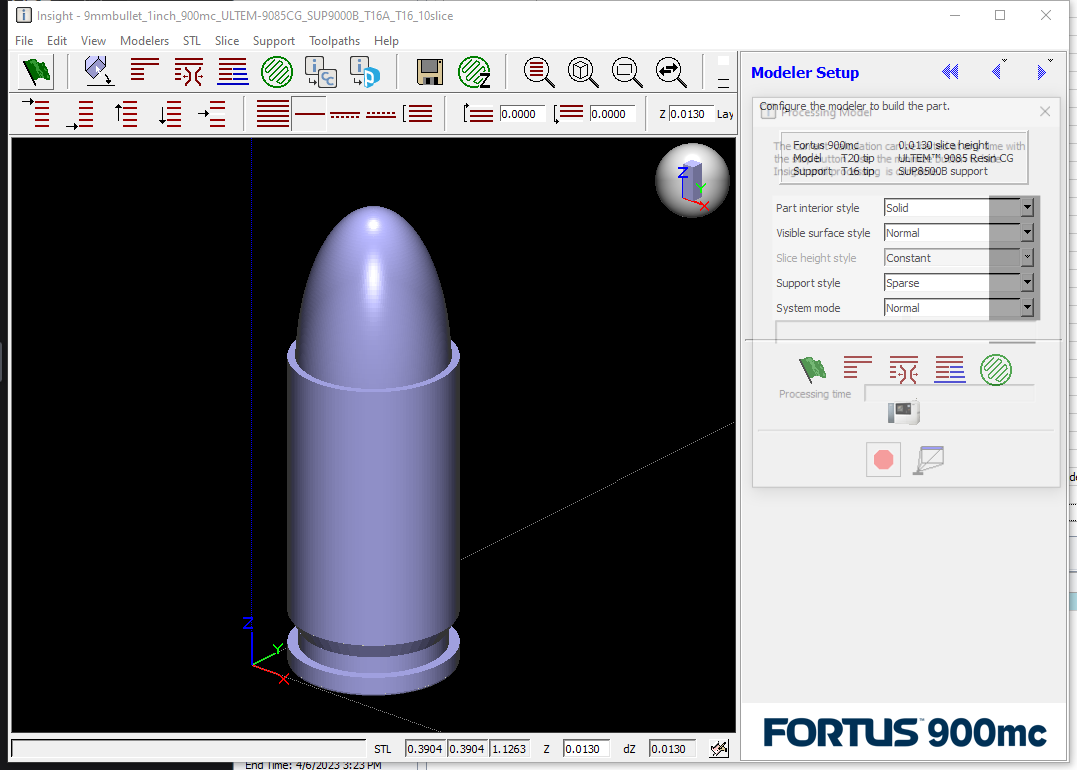 Insight - 9mmbullet_1inch_900mc_ULTEM-9085CG_SUP9000B_T16A_T16_10slice
File Edit View Modelers STL Slice Support Toolpaths Help
0.0000 0.0000 Z 0.0130 Lay
Z
Y
X
Z
Y
X
STL 0.3904 0.3904 1.1263 Z 0.0130 dZ 0.0130
End Time: 4/6/2023 3:23 PM
Modeler Setup
Configure the modeler to build the part.
Processing Model
Fortus 900mc 0.0130 slice height
Model T20 tip ULTEM™ 9085 Resin CG
Support T16 tip SUP8500B support
Part interior style Solid
Visible surface style Normal
Slice height style Constant
Support style Sparse
System mode Normal
Processing time
FORTUS™ 900mc